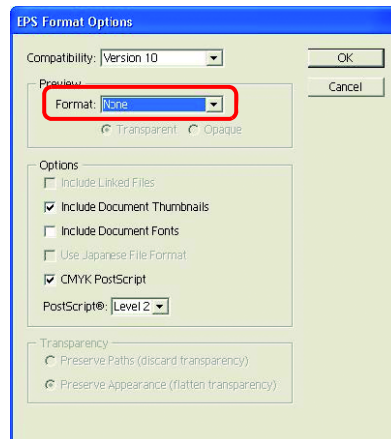 EPS Format Options
Compatibility: Version 10
OK
Cancel
Preview
Format: None
Transparent Opaque
Options
Include Linked Files
Include Document Thumbnails
Include Document Fonts
Use Japanese File Format
CMYK PostScript
PostScript®: Level 2
Transparency
Preserve Paths (discard transparency)
Preserve Appearance (flatten transparency)